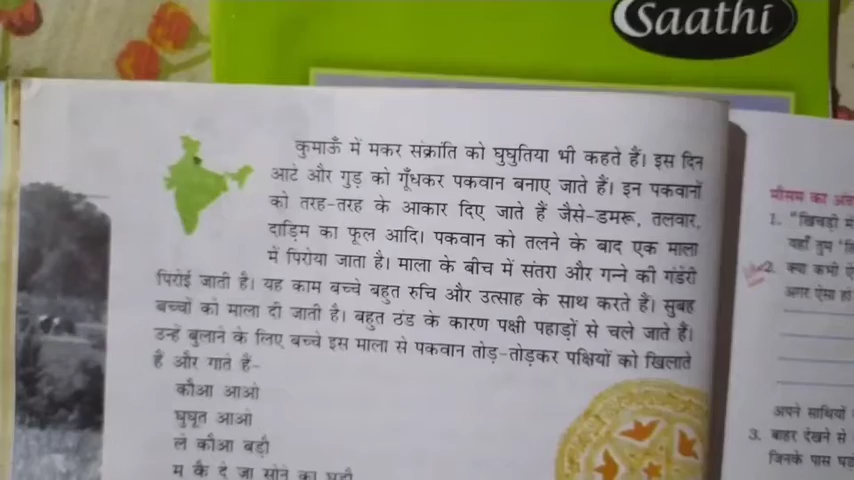 Saathi
कुमाऊँ में मकर संक्रांति को घुघुतिया भी कहते हैं। इस दिन
आटे और गुड़ को गूँधकर पकवान बनाए जाते हैं। इन पकवानों
को तरह-तरह के आकार दिए जाते हैं जैसे-डमरू, तलवार,
दाड़िम का फूल आदि। पकवान को तलने के बाद एक माला
में पिरोया जाता है। माला के बीच में संतरा और गन्ने की गंडेरी
पिरोई जाती है। यह काम बच्चे बहुत रुचि और उत्साह के साथ करते हैं। सुबह
बच्चों को माला दी जाती है। बहुत ठंड के कारण पक्षी पहाड़ों से चले जाते हैं।
उन्हें बुलाने के लिए बच्चे इस माला से पकवान तोड़-तोड़कर पक्षियों को खिलाते
हैं और गाते हैं-
कौआ आओ
घुघूत आओ
ले कौआ बड़ौ
म कै दे जा सोने का घड़ौ
मौसम का
1. "खिचड़ी में
यहाँ तुम
2. क्या कभी
अगर ऐसा हो
अपने साथियों
3. बाहर देखने से
जिनके पास